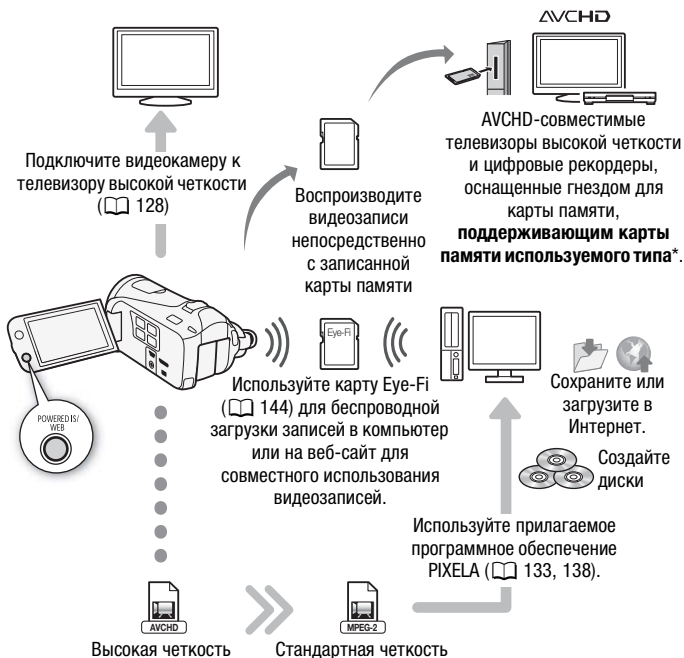 AVCHD
Подключите видеокамеру к
телевизору высокой четкости
(128)
Воспроизводите
видеозаписи
непосредственно
с записанной
карты памяти
AVCHD-совместимые
телевизоры высокой четкости
и цифровые рекордеры,
оснащенные гнездом для
карты памяти,
поддерживающим карты
памяти используемого типа*.
POWERED IS/
WEB
Eye-Fi
Используйте карту Eye-Fi
(144) для беспроводной
загрузки записей в компьютер
или на веб-сайт для
совместного использования
видеозаписей.
Сохраните или
загрузите в
Интернет.
Создайте
диски
Используйте прилагаемое
программное обеспечение
PIXELA (133, 138).
AVCHD
Высокая четкость
MPEG-2
Стандартная четкость